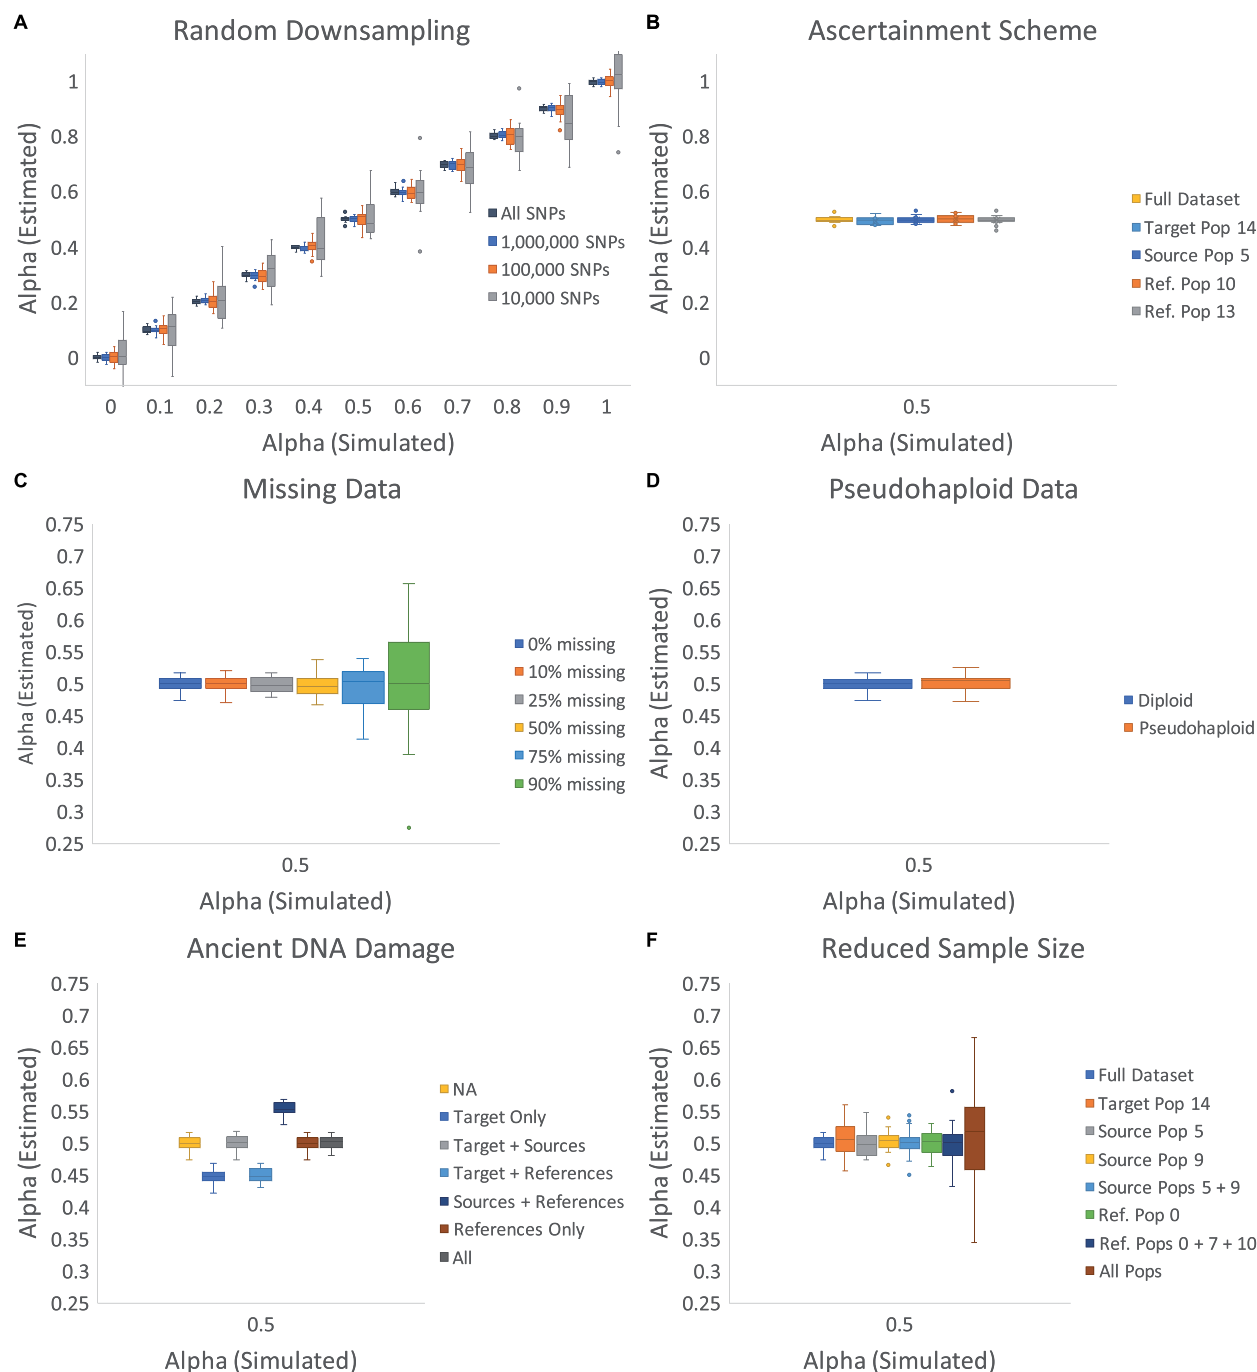 A
Random Downsampling
Alpha (Estimated)
1
0.8
0.6
0.4
0.2
0
0 0.1 0.2 0.3 0.4 0.5 0.6 0.7 0.8 0.9 1
Alpha (Simulated)
All SNPs
1,000,000 SNPs
100,000 SNPs
10,000 SNPs
B
Ascertainment Scheme
Alpha (Estimated)
1
0.8
0.6
0.4
0.2
0
0.5
Alpha (Simulated)
Full Dataset
Target Pop 14
Source Pop 5
Ref. Pop 10
Ref. Pop 13
C
Missing Data
Alpha (Estimated)
0.75
0.7
0.65
0.6
0.55
0.5
0.45
0.4
0.35
0.3
0.25
0.5
Alpha (Simulated)
0% missing
10% missing
25% missing
50% missing
75% missing
90% missing
D
Pseudohaploid Data
Alpha (Estimated)
0.75
0.7
0.65
0.6
0.55
0.5
0.45
0.4
0.35
0.3
0.25
0.5
Alpha (Simulated)
Diploid
Pseudohaploid
E
Ancient DNA Damage
Alpha (Estimated)
0.75
0.7
0.65
0.6
0.55
0.5
0.45
0.4
0.35
0.3
0.25
0.5
Alpha (Simulated)
NA
Target Only
Target + Sources
Target + References
Sources + References
References Only
All
F
Reduced Sample Size
Alpha (Estimated)
0.75
0.7
0.65
0.6
0.55
0.5
0.45
0.4
0.35
0.3
0.25
0.5
Alpha (Simulated)
Full Dataset
Target Pop 14
Source Pop 5
Source Pop 9
Source Pops 5 + 9
Ref. Pop 0
Ref. Pops 0 + 7 + 10
All Pops